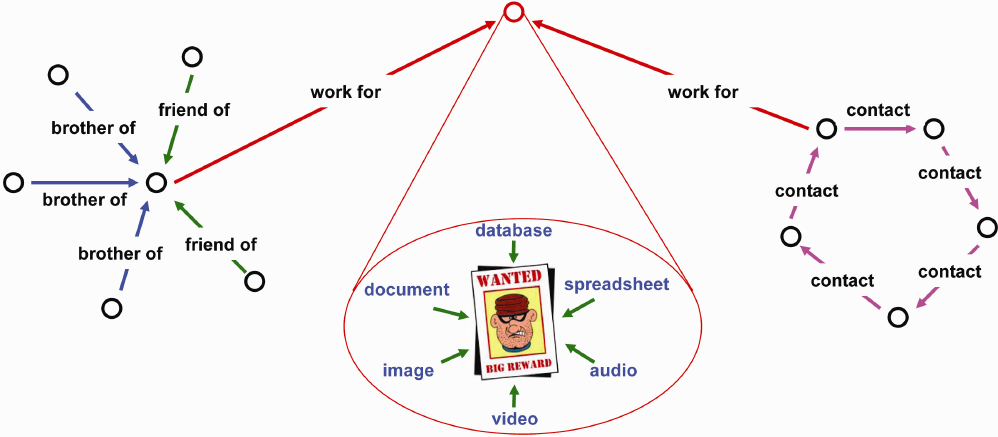 work for
work for
friend of
brother of
brother of
brother of
friend of
contact
contact
contact
contact
contact
database
document
spreadsheet
WANTED
BIG REWARD
image
audio
video